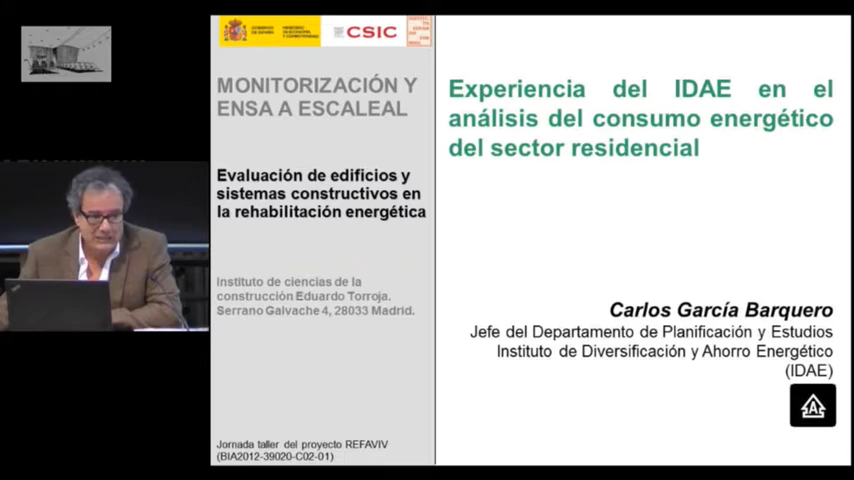 GOBIERNO
DE ESPAÑA
MINISTERIO
DE ECONOMÍA
Y COMPETITIVIDAD
CSIC
MONITORIZACIÓN Y
ENSA A ESCALEAL
Evaluación de edificios y
sistemas constructivos en
la rehabilitación energética
Instituto de ciencias de la
construcción Eduardo Torroja.
Serrano Galvache 4, 28033 Madrid.
Jornada taller del proyecto REFAVIV
(BIA2012-39020-C02-01)
Experiencia del IDAE en el
análisis del consumo energético
del sector residencial
Carlos García Barquero
Jefe del Departamento de Planificación y Estudios
Instituto de Diversificación y Ahorro Energético
(IDAE)